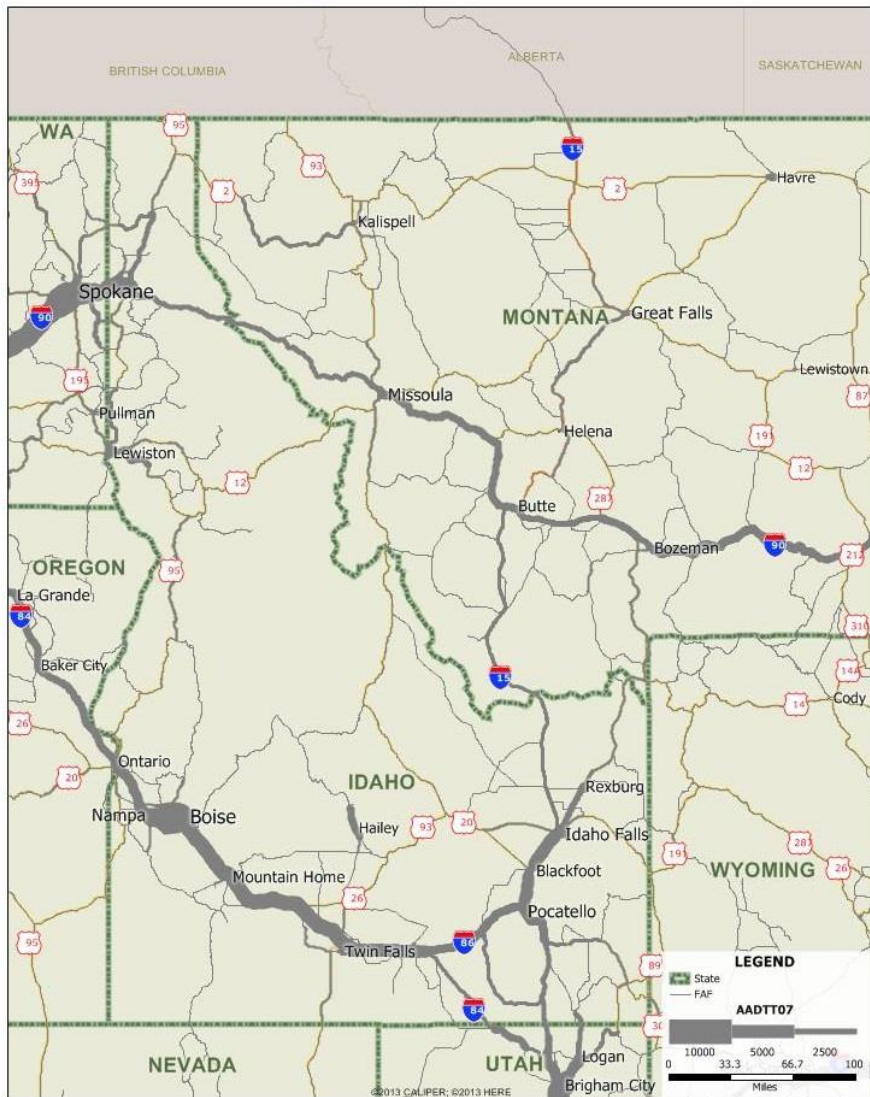 BRITISH COLUMBIA
ALBERTA
SASKATCHEWAN
WA
95
15
395
2
93
2
Havre
Kalispell
Spokane
90
MONTANA
Great Falls
195
Missoula
Lewistown
87
Pullman
Helena
191
Lewiston
12
12
287
Butte
Bozeman
90
212
OREGON
95
La Grande
84
310
Baker City
15
14A
14
Cody
26
Ontario
20
IDAHO
Rexburg
Nampa
Boise
Hailey
93
20
Idaho Falls
287
191
Blackfoot
WYOMING
26
Mountain Home
26
Pocatello
95
Twin Falls
86
89
84
30
LEGEND
State
FAF
AADTT07
10000 5000 2500
0 33.3 66.7 100
Miles
NEVADA
UTAH
Logan
Brigham City
©2013 CALIPER; ©2013 HERE